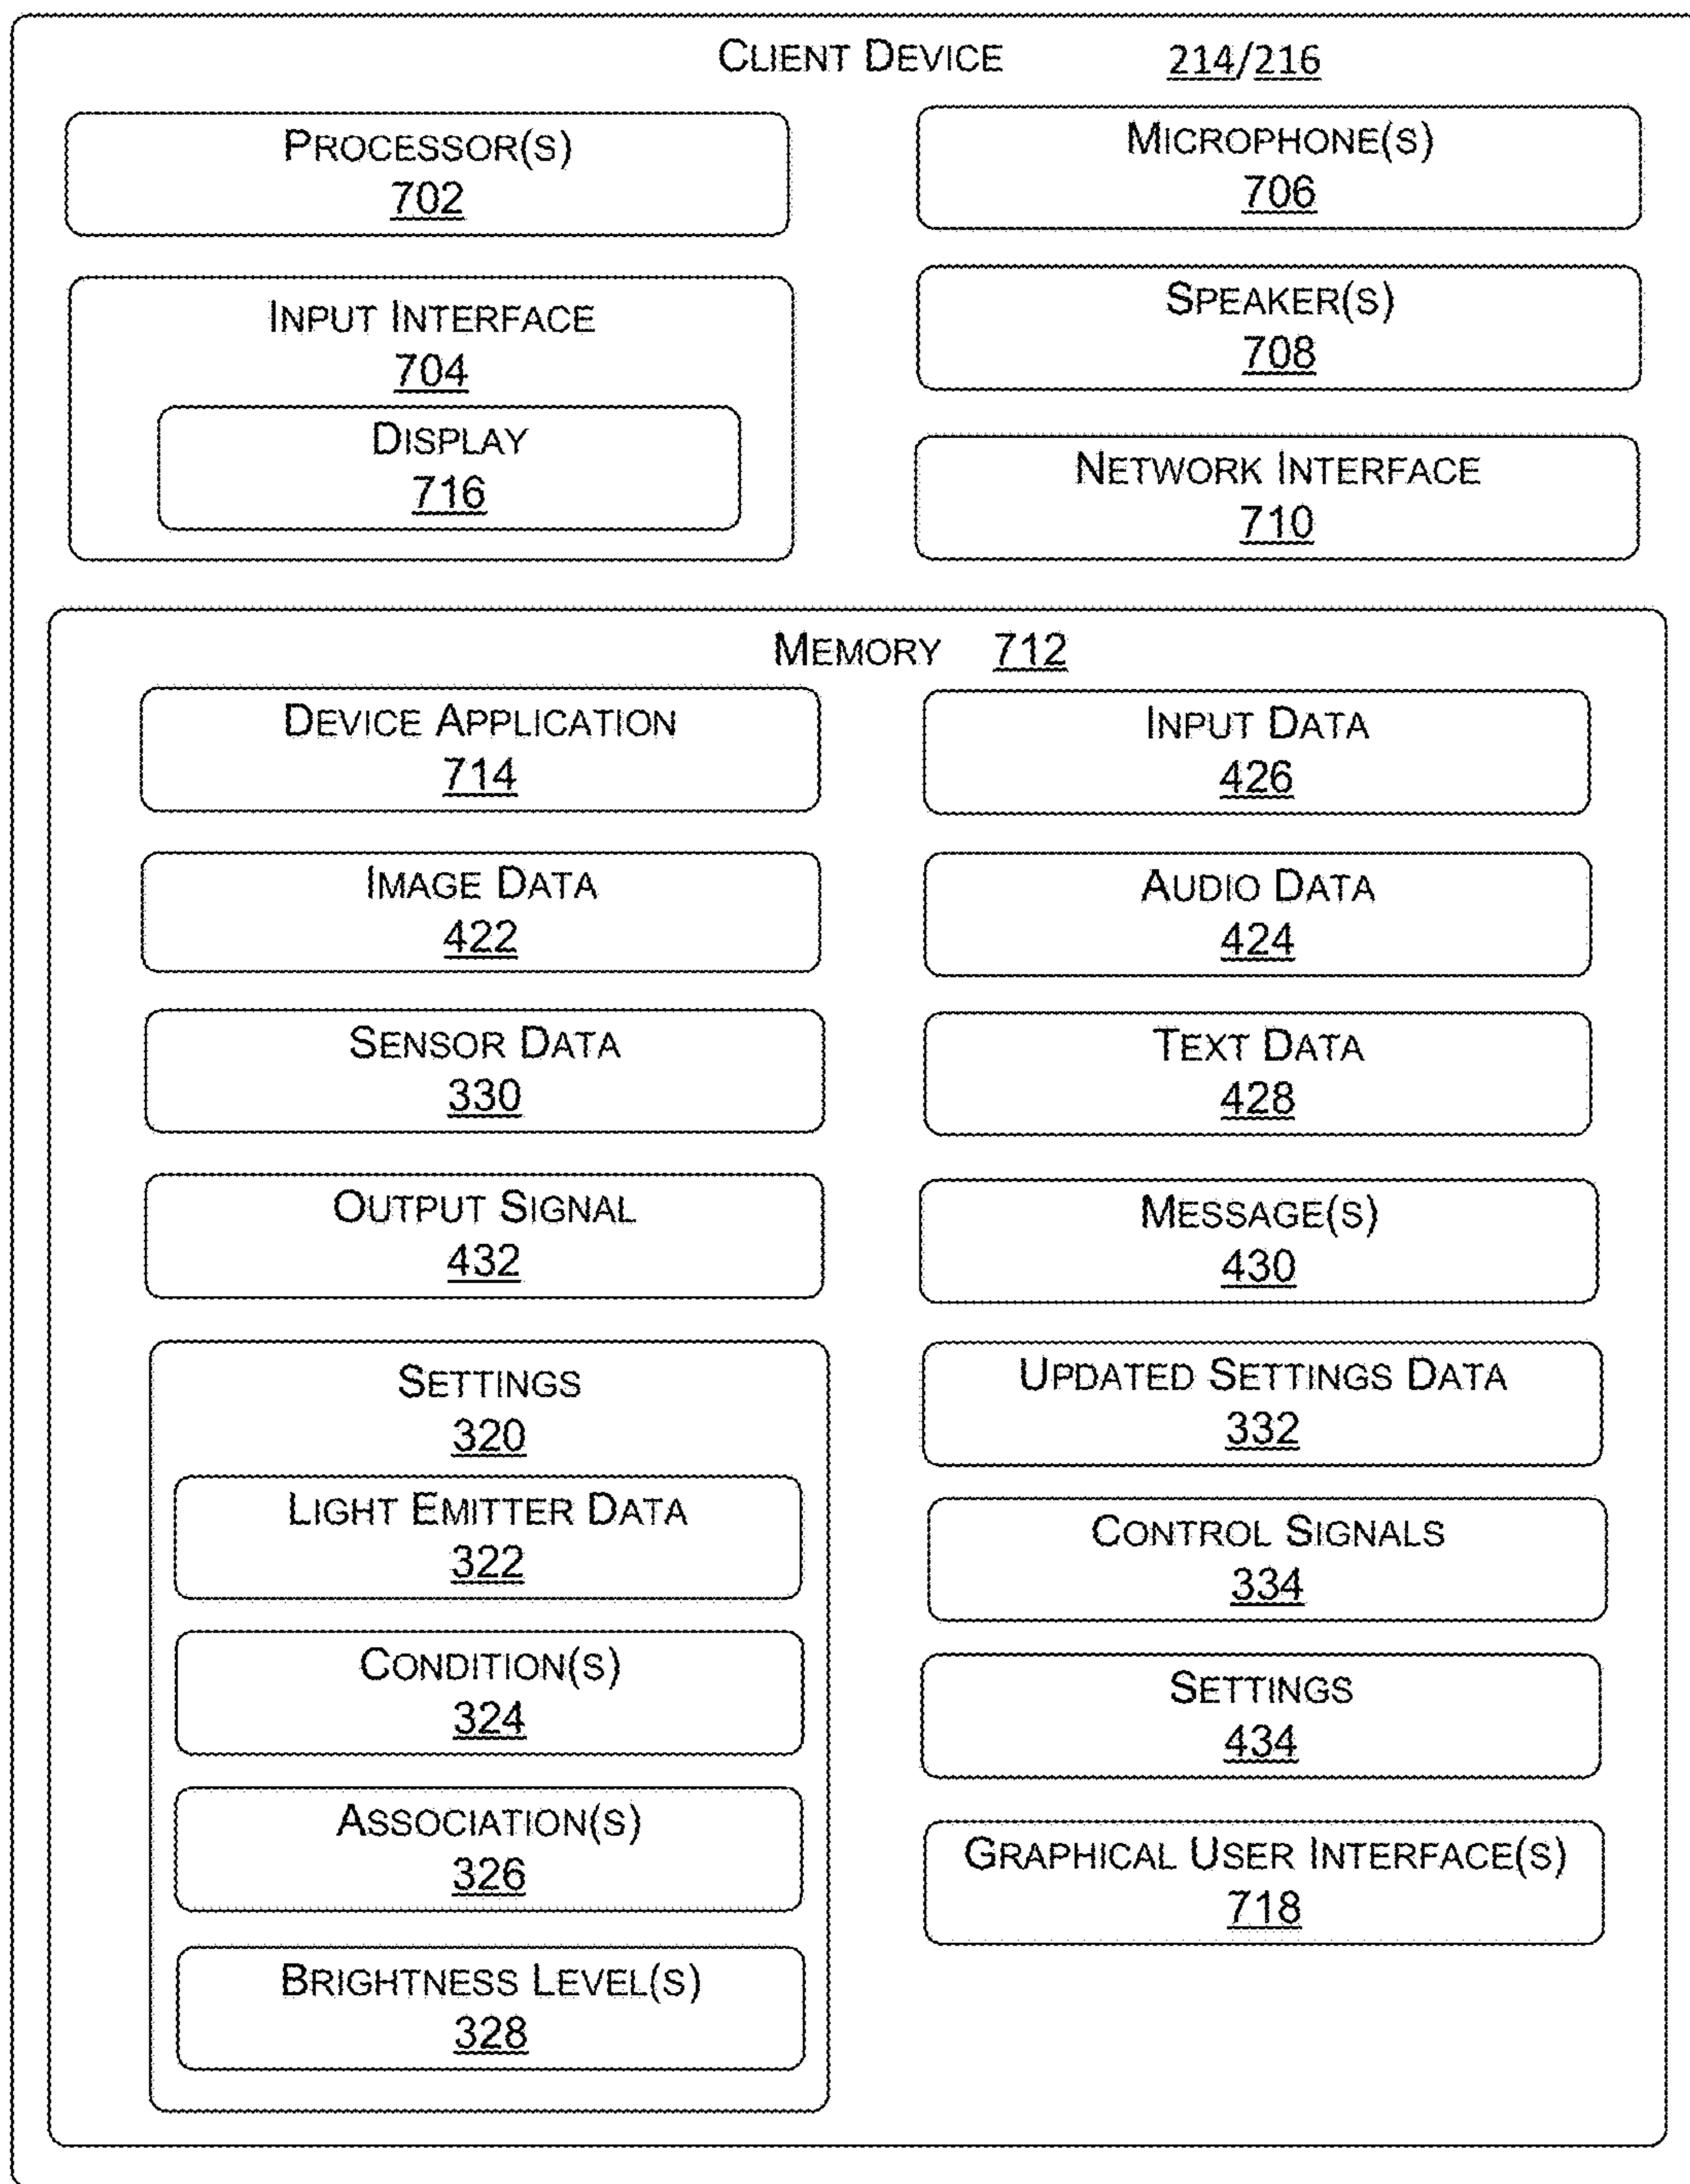 CLIENT DEVICE 214/216
PROCESSOR(S)
702
MICROPHONE(S)
706
INPUT INTERFACE
704
DISPLAY
716
SPEAKER(S)
708
NETWORK INTERFACE
710
MEMORY 712
DEVICE APPLICATION
714
INPUT DATA
426
IMAGE DATA
422
AUDIO DATA
424
SENSOR DATA
330
TEXT DATA
428
OUTPUT SIGNAL
432
MESSAGE(S)
430
SETTINGS
320
LIGHT EMITTER DATA
322
CONDITION(S)
324
ASSOCIATION(S)
326
BRIGHTNESS LEVEL(S)
328
UPDATED SETTINGS DATA
332
CONTROL SIGNALS
334
SETTINGS
434
GRAPHICAL USER INTERFACE(S)
718